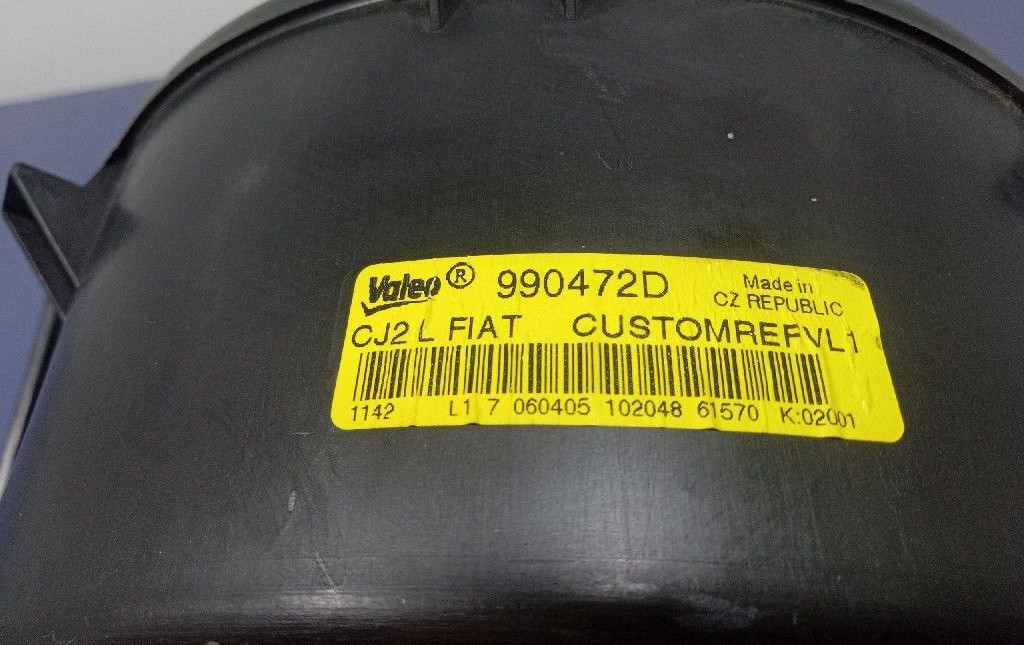 Valeo® 990472D Made in
CZ REPUBLIC
CJ2 L FIAT CUSTOMREFVL1
1142 L1 7 060405 102048 61570 K:02001